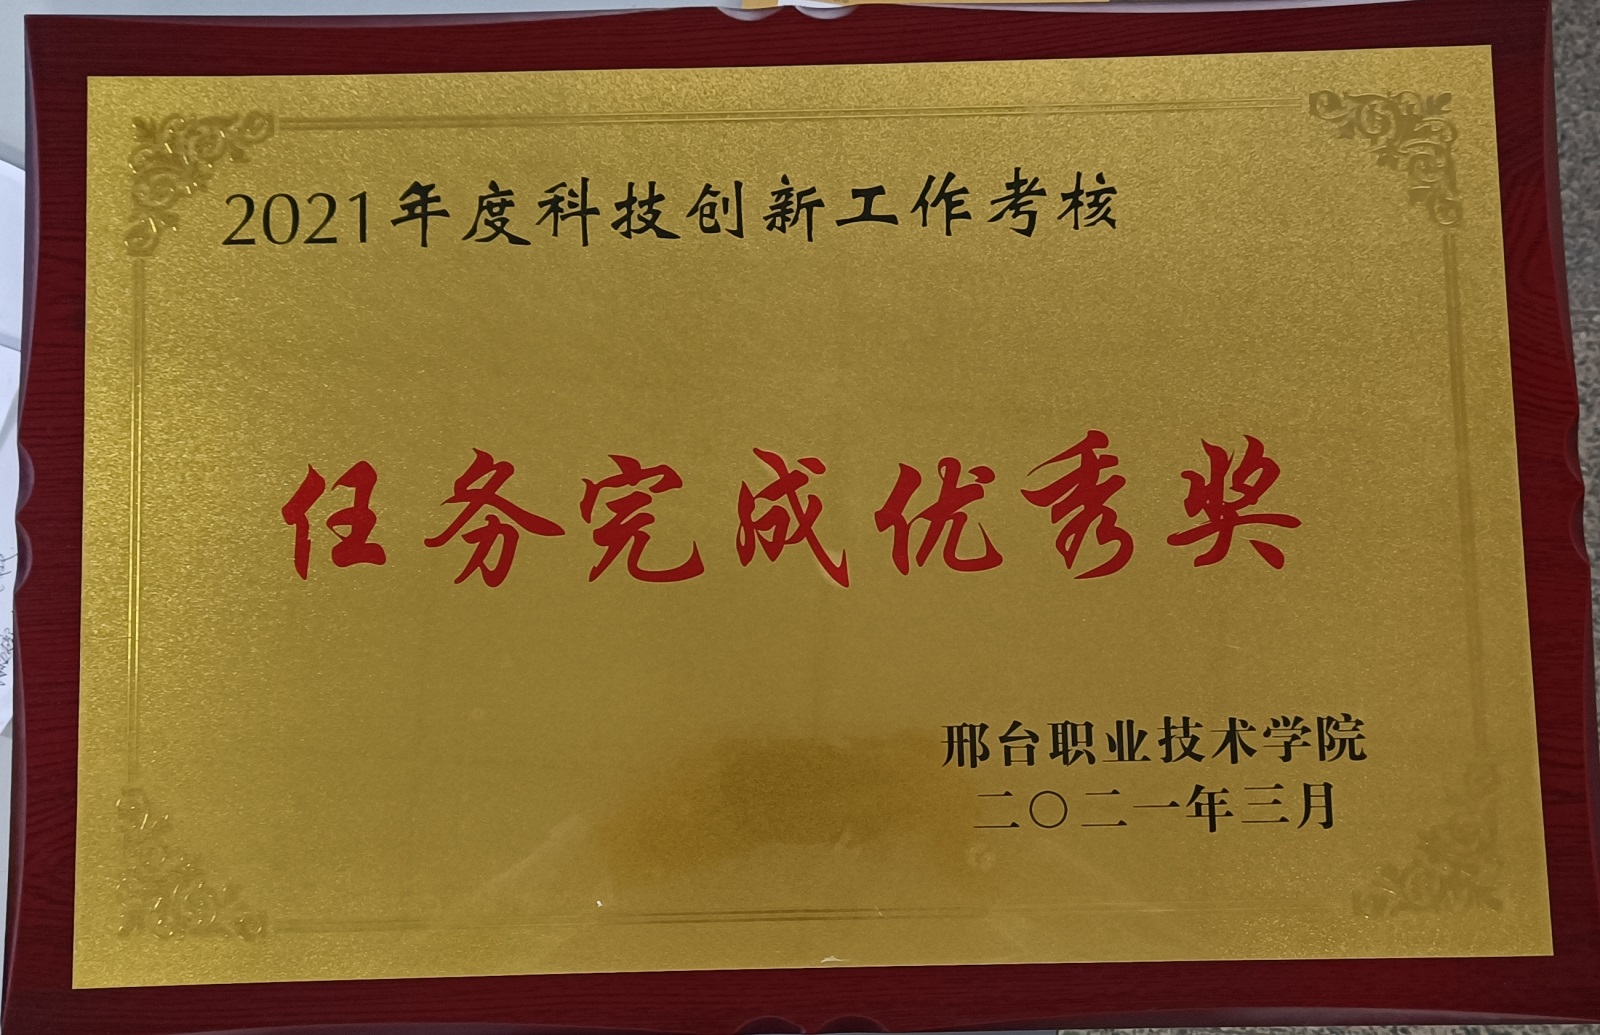 2021年度科技创新工作考核
任务完成优秀奖
邢台职业技术学院
二〇二一年三月